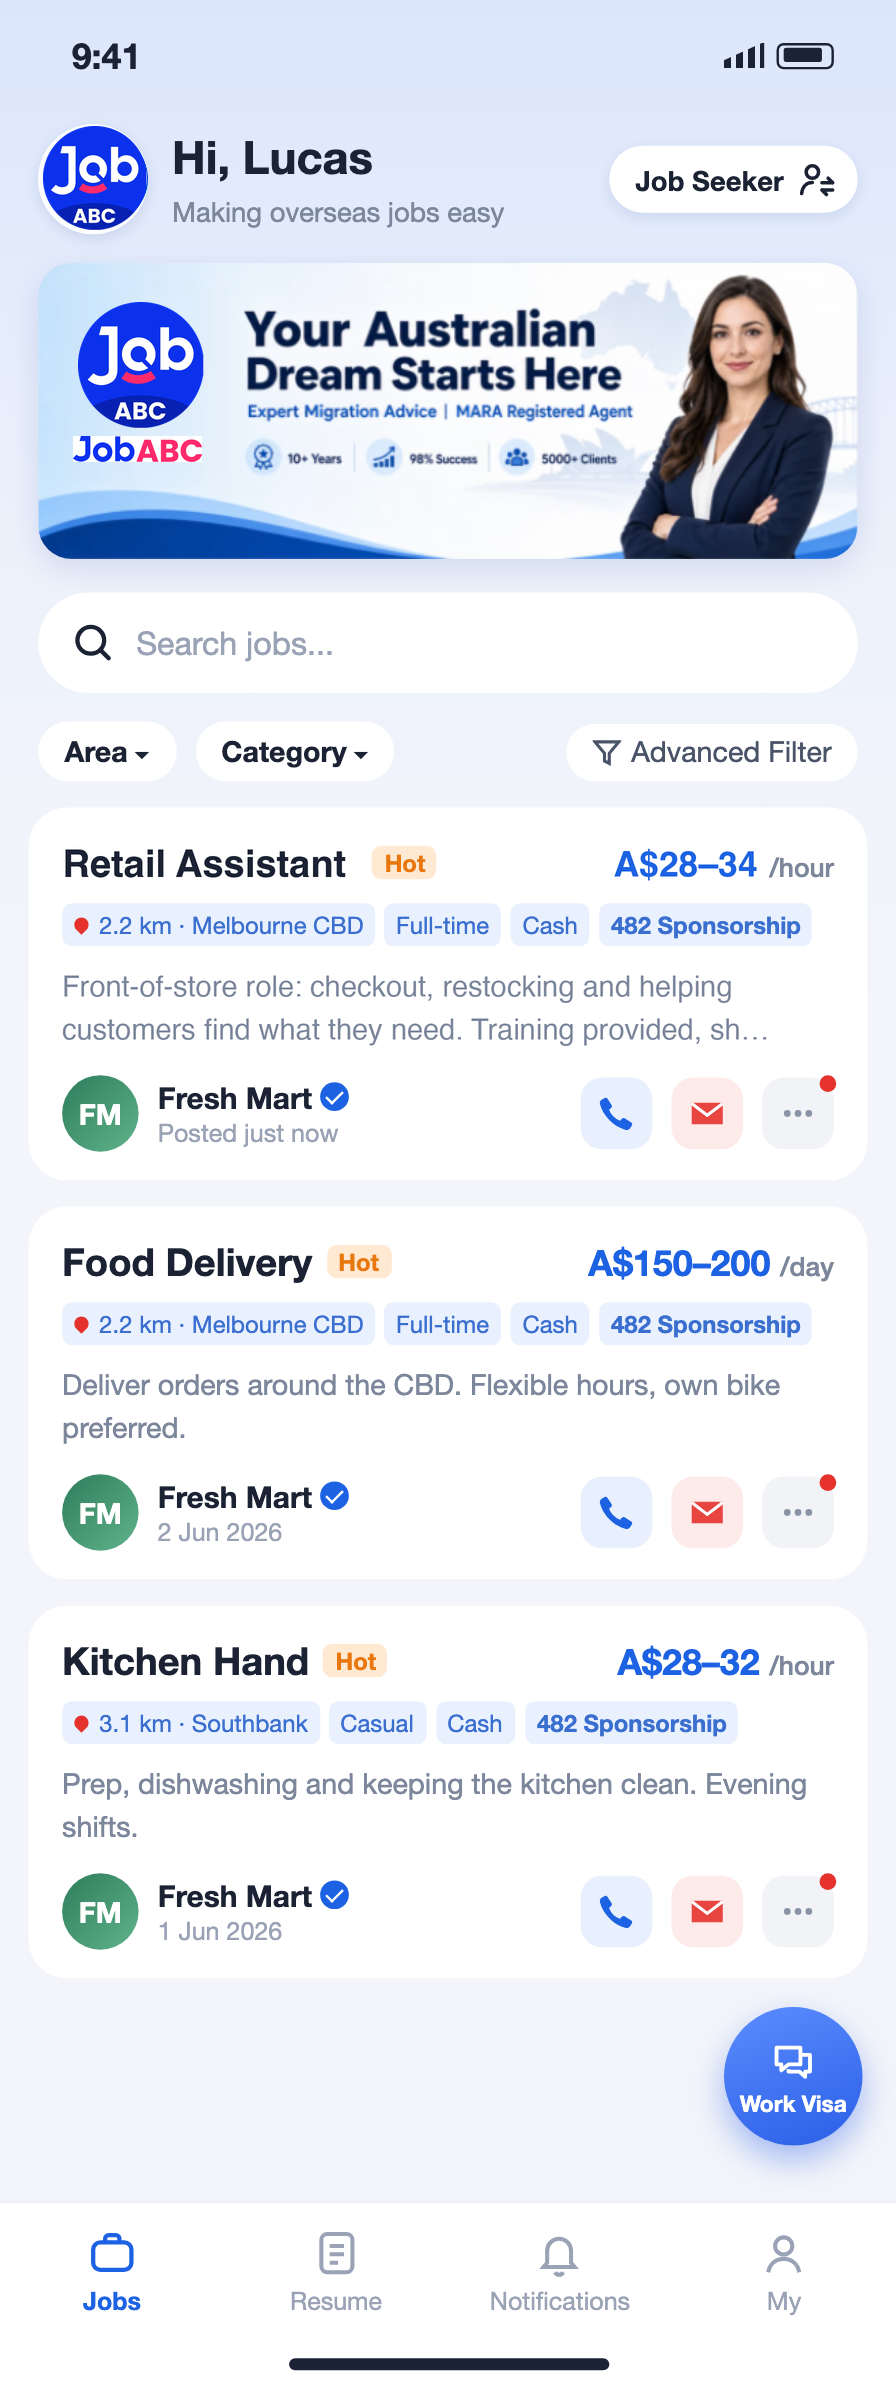 9:41
Job
ABC
Hi, Lucas
Making overseas jobs easy
Job Seeker
Job
ABC
JobABC
Your Australian
Dream Starts Here
Expert Migration Advice | MARA Registered Agent
10+ Years
98% Success
5000+ Clients
Search jobs...
Area
Category
Advanced Filter
Retail Assistant Hot A$28–34 /hour
2.2 km · Melbourne CBD Full-time Cash 482 Sponsorship
Front-of-store role: checkout, restocking and helping
customers find what they need. Training provided, sh…
FM
Fresh Mart
Posted just now
Food Delivery Hot A$150–200 /day
2.2 km · Melbourne CBD Full-time Cash 482 Sponsorship
Deliver orders around the CBD. Flexible hours, own bike
preferred.
FM
Fresh Mart
2 Jun 2026
Kitchen Hand Hot A$28–32 /hour
3.1 km · Southbank Casual Cash 482 Sponsorship
Prep, dishwashing and keeping the kitchen clean. Evening
shifts.
FM
Fresh Mart
1 Jun 2026
Work Visa
Jobs
Resume
Notifications
My